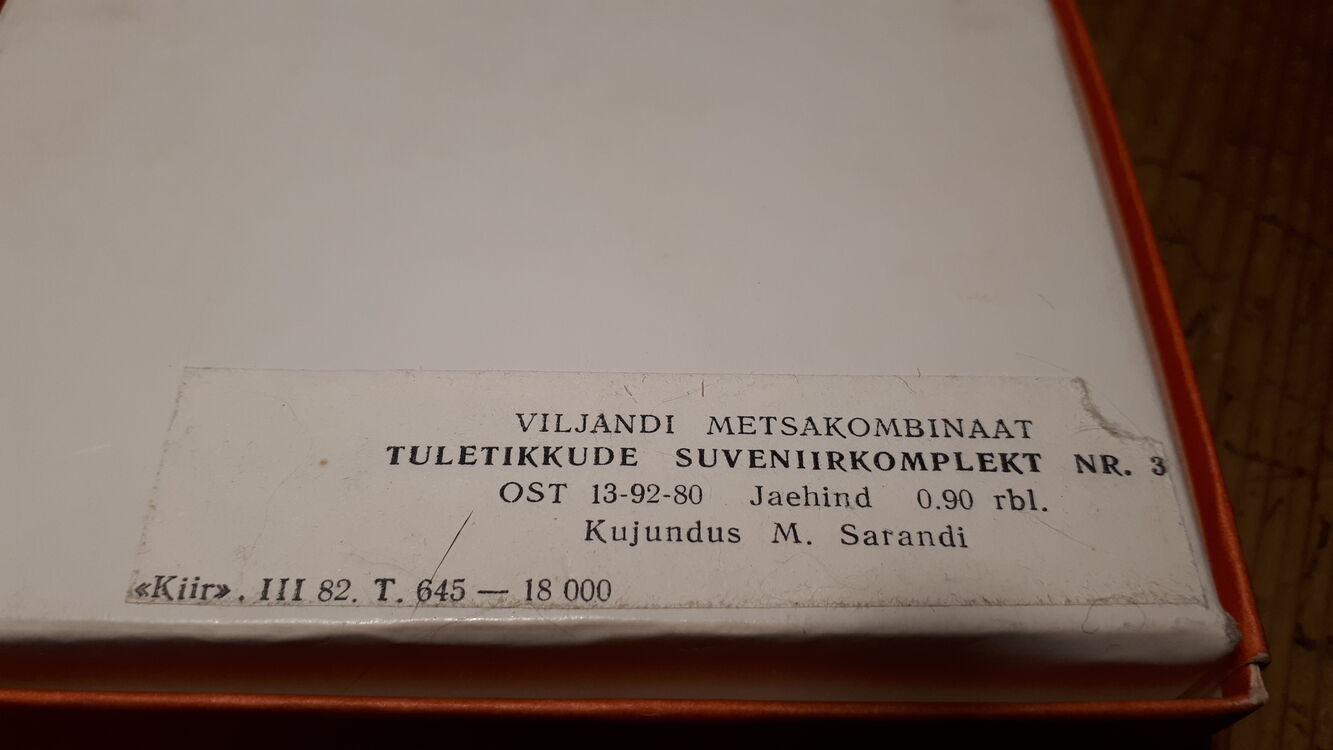 VILJANDI METSAKOMBINAAT
TULETIKKUDE SUVENIIRKOMPLEKT NR. 3
OST 13-92-80 Jaehind 0.90 rbl.
Kujundus M. Sarandi
«Kiir». III 82. T. 645 — 18 000